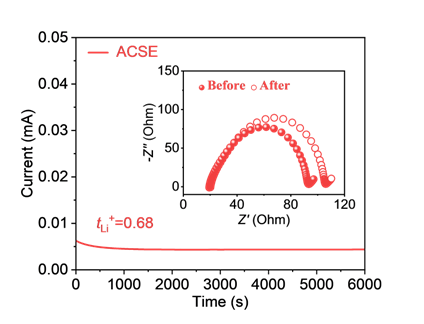 ACSE
Current (mA)
0.05
0.04
0.03
0.02
0.01
0.00
0 1000 2000 3000 4000 5000 6000
Time (s)
tLi+=0.68
Before After
-Z'' (Ohm)
150
100
50
0
0 40 80 120
Z' (Ohm)